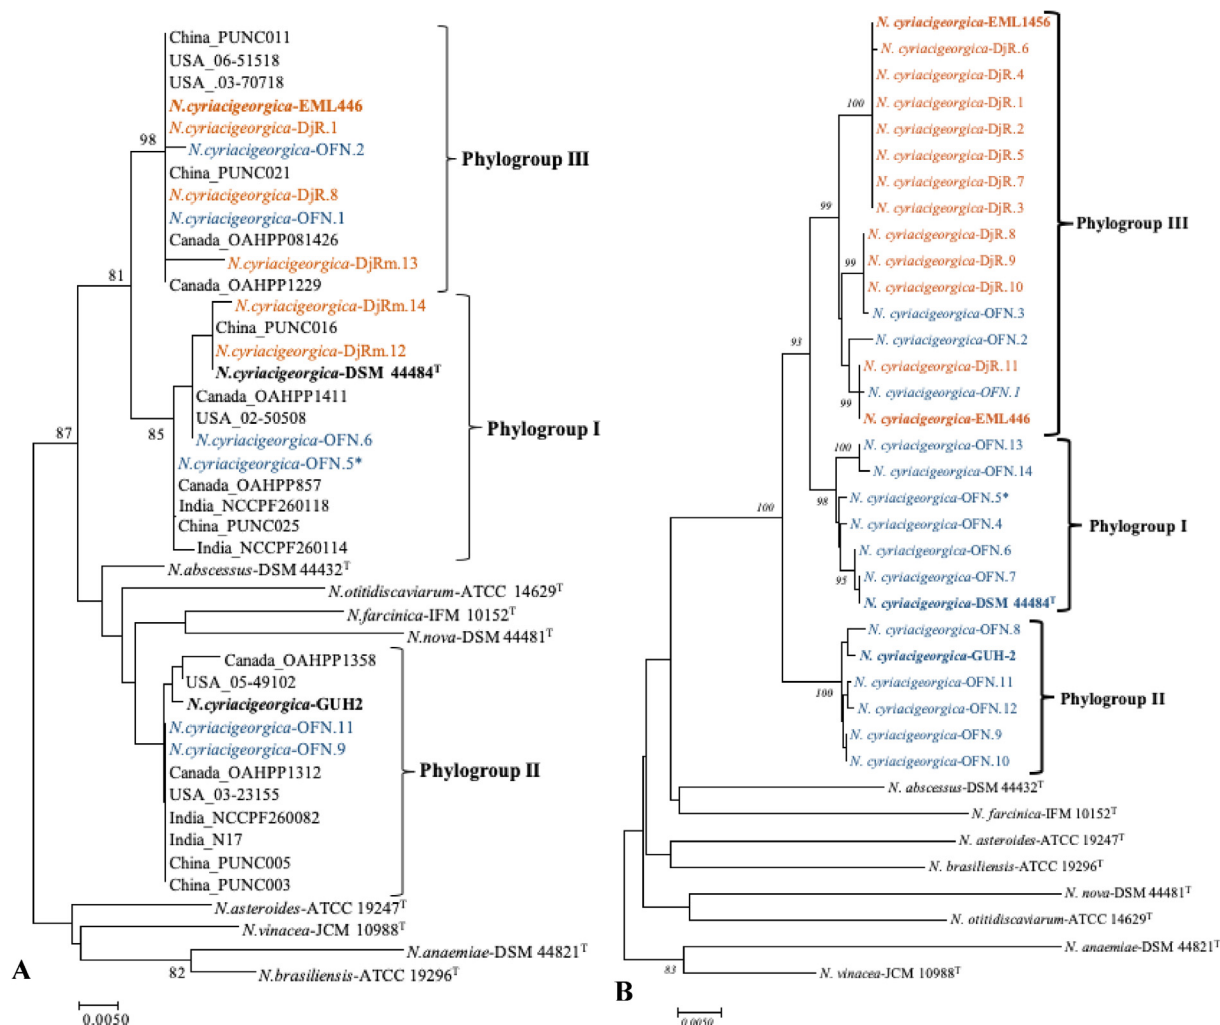 China_PUNC011
USA_06-51518
USA_.03-70718
N.cyriacigeorgica-EML446
N.cyriacigeorgica-DjR.1
N.cyriacigeorgica-OFN.2
China_PUNC021
N.cyriacigeorgica-DjR.8
N.cyriacigeorgica-OFN.1
Canada_OAHPP081426
N.cyriacigeorgica-DjRm.13
Canada_OAHPP1229
98
Phylogroup III
81
N.cyriacigeorgica-DjRm.14
China_PUNC016
N.cyriacigeorgica-DjRm.12
N.cyriacigeorgica-DSM 44484T
Canada_OAHPP1411
USA_02-50508
N.cyriacigeorgica-OFN.6
N.cyriacigeorgica-OFN.5*
Canada_OAHPP857
India_NCCPF260118
China_PUNC025
India_NCCPF260114
85
Phylogroup I
87
N.abscessus-DSM 44432T
N.otitidiscaviarum-ATCC 14629T
N.farcinica-IFM 10152T
N.nova-DSM 44481T
Canada_OAHPP1358
USA_05-49102
N.cyriacigeorgica-GUH2
N.cyriacigeorgica-OFN.11
N.cyriacigeorgica-OFN.9
Canada_OAHPP1312
USA_03-23155
India_NCCPF260082
India_N17
China_PUNC005
China_PUNC003
Phylogroup II
N.asteroides-ATCC 19247T
N.vinacea-JCM 10988T
N.anaemiae-DSM 44821T
82
N.brasiliensis-ATCC 19296T
A
0.0050
N. cyriacigeorgica-EML1456
N. cyriacigeorgica-DjR.6
N. cyriacigeorgica-DjR.4
N. cyriacigeorgica-DjR.1
N. cyriacigeorgica-DjR.2
N. cyriacigeorgica-DjR.5
N. cyriacigeorgica-DjR.7
N. cyriacigeorgica-DjR.3
N. cyriacigeorgica-DjR.8
N. cyriacigeorgica-DjR.9
N. cyriacigeorgica-DjR.10
N. cyriacigeorgica-OFN.3
N. cyriacigeorgica-OFN.2
N. cyriacigeorgica-DjR.11
N. cyriacigeorgica-OFN.1
N. cyriacigeorgica-EML446
100
99
99
99
Phylogroup III
93
N. cyriacigeorgica-OFN.13
N. cyriacigeorgica-OFN.14
N. cyriacigeorgica-OFN.5*
N. cyriacigeorgica-OFN.4
N. cyriacigeorgica-OFN.6
N. cyriacigeorgica-OFN.7
N. cyriacigeorgica-DSM 44484T
100
98
95
Phylogroup I
100
N. cyriacigeorgica-OFN.8
N. cyriacigeorgica-GUH-2
N. cyriacigeorgica-OFN.11
N. cyriacigeorgica-OFN.12
N. cyriacigeorgica-OFN.9
N. cyriacigeorgica-OFN.10
100
Phylogroup II
N. abscessus-DSM 44432T
N. farcinica-IFM 10152T
N. asteroides-ATCC 19247T
N. brasiliensis-ATCC 19296T
N. nova-DSM 44481T
N. otitidiscaviarum-ATCC 14629T
N. anaemiae-DSM 44821T
83
N. vinacea-JCM 10988T
B
0.0050